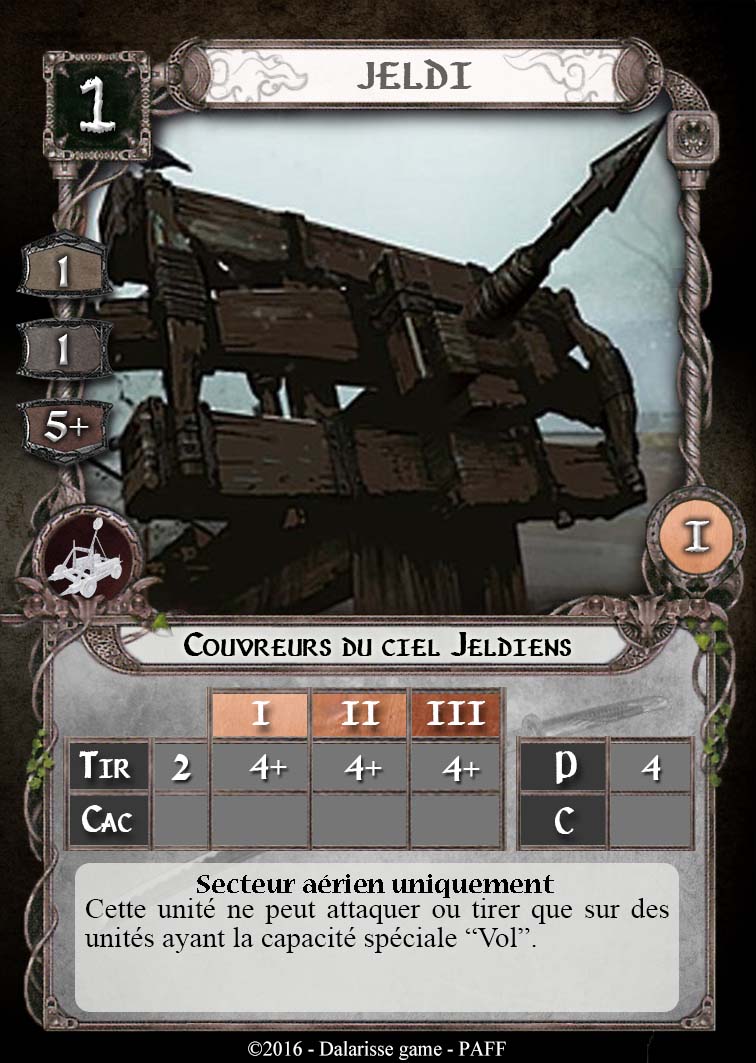 1
JELDI
1
1
5+
I
Couvreurs du ciel Jeldiens
I II III
Tir 2 4+ 4+ 4+ P 4
Cac C
Secteur aérien uniquement
Cette unité ne peut attaquer ou tirer que sur des
unités ayant la capacité spéciale “Vol”.
©2016 - Dalarisse game - PAFF